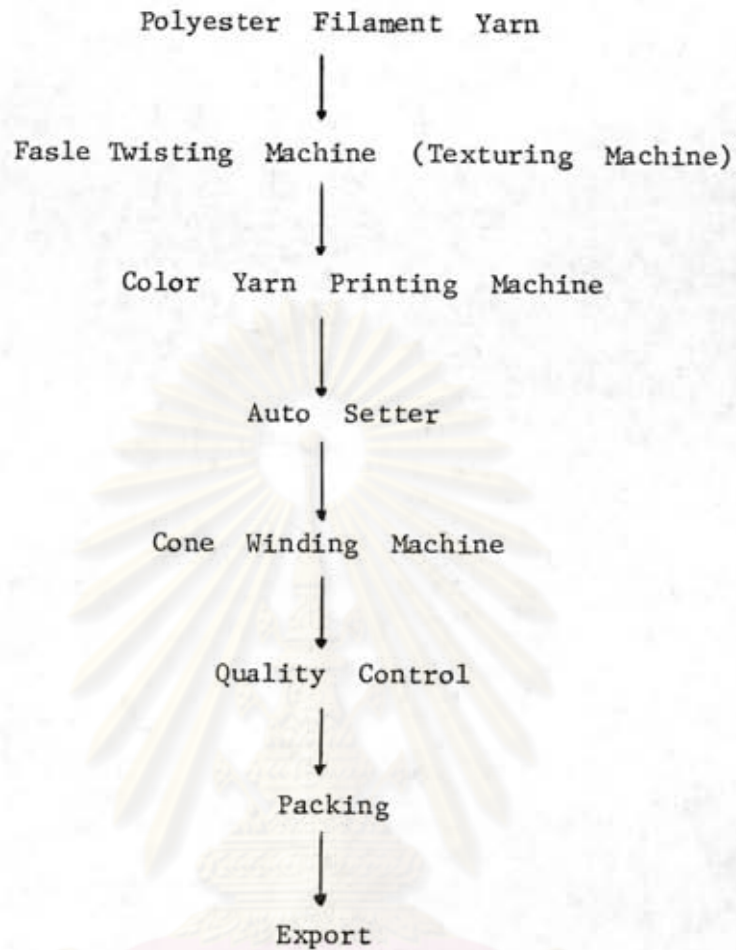 Polyester Filament Yarn
Fasle Twisting Machine (Texturing Machine)
Color Yarn Printing Machine
Auto Setter
Cone Winding Machine
Quality Control
Packing
Export